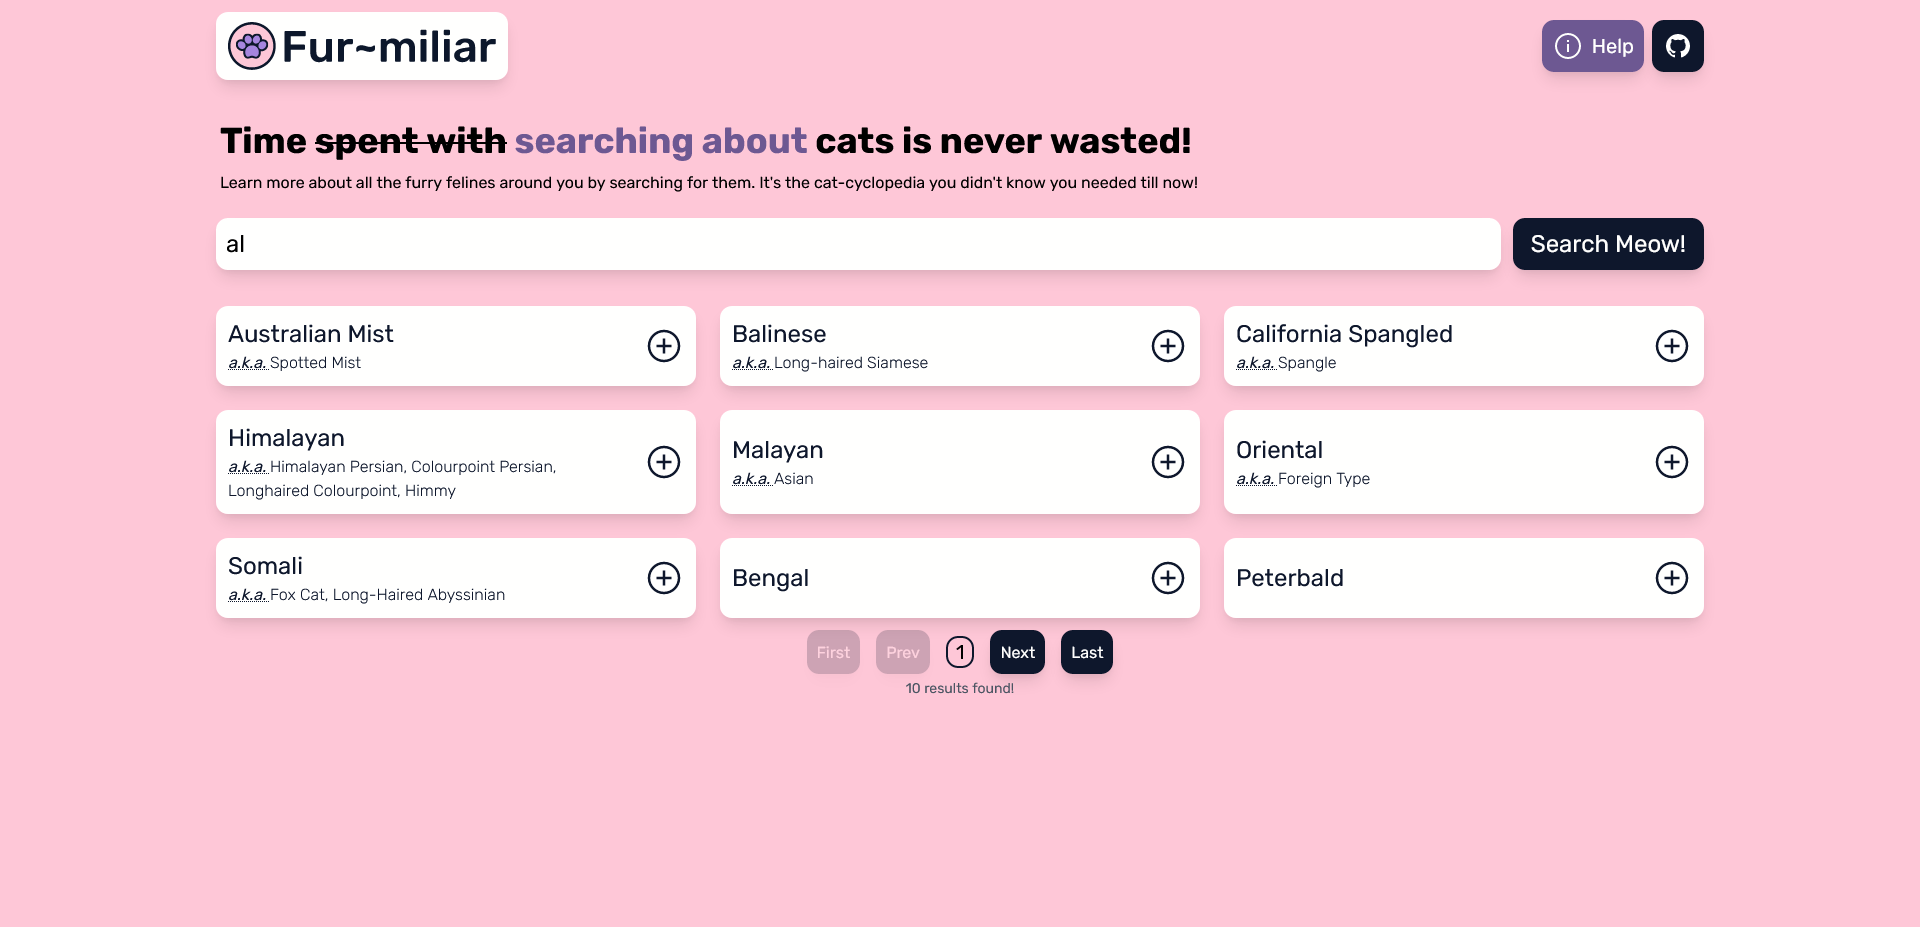 Fur~miliar
Help
Time spent with searching about cats is never wasted!
Learn more about all the furry felines around you by searching for them. It's the cat-cyclopedia you didn't know you needed till now!
al
Search Meow!
Australian Mist
a.k.a. Spotted Mist
Balinese
a.k.a. Long-haired Siamese
California Spangled
a.k.a. Spangle
Himalayan
a.k.a. Himalayan Persian, Colourpoint Persian,
Longhaired Colourpoint, Himmy
Malayan
a.k.a. Asian
Oriental
a.k.a. Foreign Type
Somali
a.k.a. Fox Cat, Long-Haired Abyssinian
Bengal
Peterbald
First Prev 1 Next Last
10 results found!